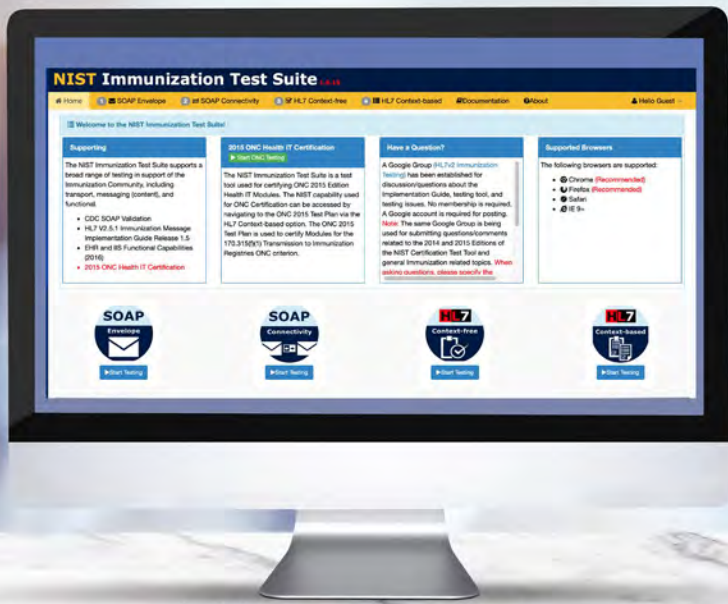 NIST Immunization Test Suite
Home 1 SOAP Envelope 2 SOAP Connectivity 3 HL7 Context-free 4 HL7 Context-based Documentation About Hello Guest
Welcome to the NIST Immunization Test Suite!
Supporting
The NIST Immunization Test Suite supports a
broad range of testing in support of the
Immunization Community, including
transport, messaging (content), and
functional.
• CDC SOAP Validation
• HL7 V2.5.1 Immunization Message
Implementation Guide Release 1.5
• EHR and IIS Functional Capabilities
(2016)
• 2015 ONC Health IT Certification
2015 ONC Health IT Certification
Start ONC Testing
The NIST Immunization Test Suite is a test
tool used for certifying ONC 2015 Edition
Health IT Modules. The NIST capability used
for ONC Certification can be accessed by
navigating to the ONC 2015 Test Plan via the
HL7 Context-based option. The ONC 2015
Test Plan is used to certify Modules for the
170.315(f)(1) Transmission to Immunization
Registries ONC criterion.
Have a Question?
A Google Group (HL7v2 Immunization
Testing) has been established for
discussion/questions about the
Implementation Guide, testing tool, and
testing issues. No membership is required.
A Google account is required for posting.
Note: The same Google Group is being
used for submitting questions/comments
related to the 2014 and 2015 Editions of
the NIST Certification Test Tool and
general Immunization related topics. When
asking questions, please specify the
Supported Browsers
The following browsers are supported:
• Chrome (Recommended)
• Firefox (Recommended)
• Safari
• IE 9+
SOAP
Envelope
Start Testing
SOAP
Connectivity
Start Testing
HL7
Context-free
Start Testing
HL7
Context-based
Start Testing